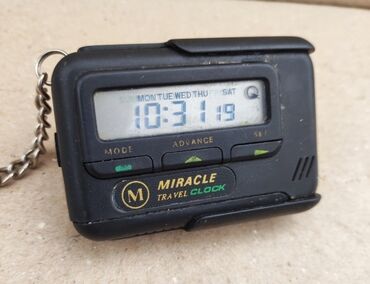 MON TUE WED THU SAT
10:31 19
MODE ADVANCE SET
M MIRACLE
TRAVEL CLOCK